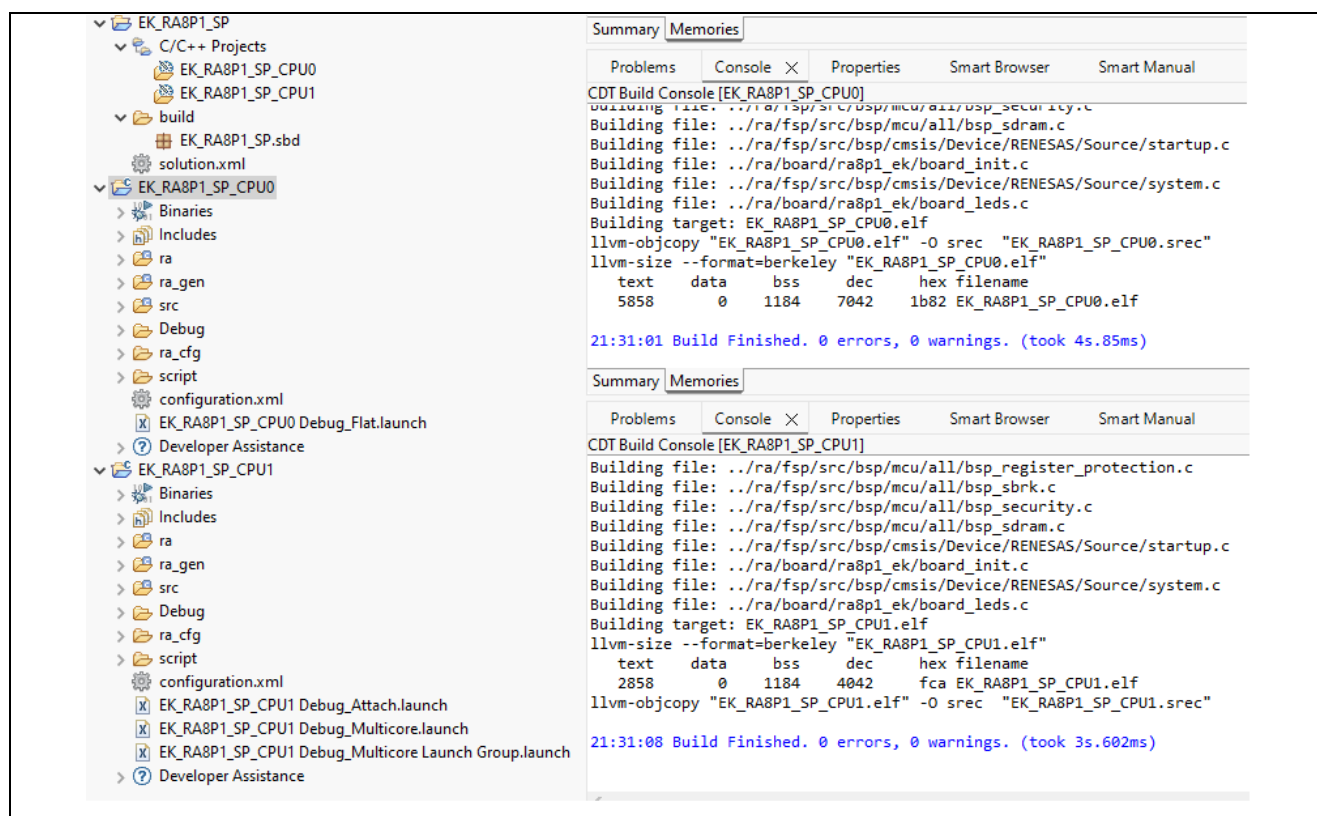 EK_RA8P1_SP
C/C++ Projects
EK_RA8P1_SP_CPU0
EK_RA8P1_SP_CPU1
build
EK_RA8P1_SP.sbd
solution.xml
EK_RA8P1_SP_CPU0
Binaries
Includes
ra
ra_gen
src
Debug
ra_cfg
script
configuration.xml
EK_RA8P1_SP_CPU0 Debug_Flat.launch
Developer Assistance
EK_RA8P1_SP_CPU1
Binaries
Includes
ra
ra_gen
src
Debug
ra_cfg
script
configuration.xml
EK_RA8P1_SP_CPU1 Debug_Attach.launch
EK_RA8P1_SP_CPU1 Debug_Multicore.launch
EK_RA8P1_SP_CPU1 Debug_Multicore Launch Group.launch
Developer Assistance
Summary Memories
Problems Console Properties Smart Browser Smart Manual
CDT Build Console [EK_RA8P1_SP_CPU0]
Building file: ../ra/fsp/src/bsp/mcu/all/bsp_security.c
Building file: ../ra/fsp/src/bsp/mcu/all/bsp_sdram.c
Building file: ../ra/fsp/src/bsp/cmsis/Device/RENESAS/Source/startup.c
Building file: ../ra/board/ra8p1_ek/board_init.c
Building file: ../ra/fsp/src/bsp/cmsis/Device/RENESAS/Source/system.c
Building file: ../ra/board/ra8p1_ek/board_leds.c
Building target: EK_RA8P1_SP_CPU0.elf
llvm-objcopy "EK_RA8P1_SP_CPU0.elf" -O srec "EK_RA8P1_SP_CPU0.srec"
llvm-size --format=berkeley "EK_RA8P1_SP_CPU0.elf"
text data bss dec hex filename
5858 0 1184 7042 1b82 EK_RA8P1_SP_CPU0.elf
21:31:01 Build Finished. 0 errors, 0 warnings. (took 4s.85ms)
Summary Memories
Problems Console Properties Smart Browser Smart Manual
CDT Build Console [EK_RA8P1_SP_CPU1]
Building file: ../ra/fsp/src/bsp/mcu/all/bsp_register_protection.c
Building file: ../ra/fsp/src/bsp/mcu/all/bsp_sbrk.c
Building file: ../ra/fsp/src/bsp/mcu/all/bsp_security.c
Building file: ../ra/fsp/src/bsp/mcu/all/bsp_sdram.c
Building file: ../ra/fsp/src/bsp/cmsis/Device/RENESAS/Source/startup.c
Building file: ../ra/board/ra8p1_ek/board_init.c
Building file: ../ra/fsp/src/bsp/cmsis/Device/RENESAS/Source/system.c
Building file: ../ra/board/ra8p1_ek/board_leds.c
Building target: EK_RA8P1_SP_CPU1.elf
llvm-size --format=berkeley "EK_RA8P1_SP_CPU1.elf"
text data bss dec hex filename
2858 0 1184 4042 fca EK_RA8P1_SP_CPU1.elf
llvm-objcopy "EK_RA8P1_SP_CPU1.elf" -O srec "EK_RA8P1_SP_CPU1.srec"
21:31:08 Build Finished. 0 errors, 0 warnings. (took 3s.602ms)